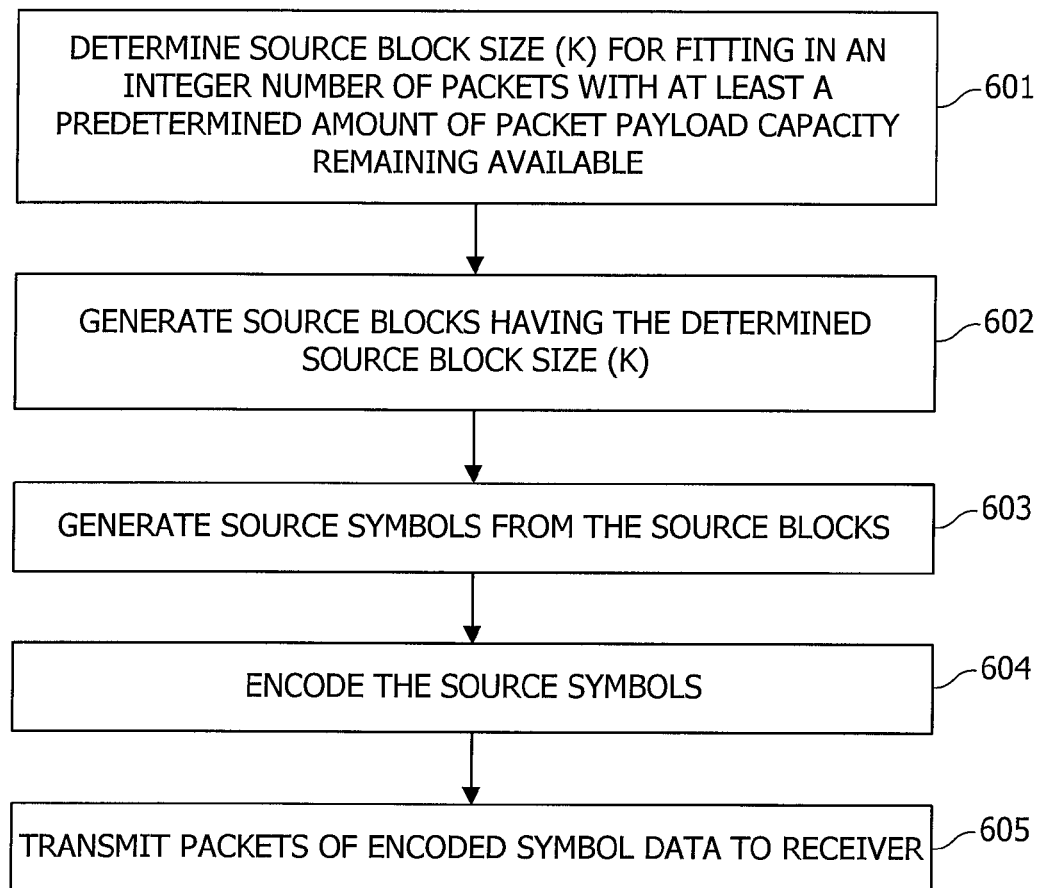 DETERMINE SOURCE BLOCK SIZE (K) FOR FITTING IN AN
INTEGER NUMBER OF PACKETS WITH AT LEAST A
PREDETERMINED AMOUNT OF PACKET PAYLOAD CAPACITY
REMAINING AVAILABLE
601
GENERATE SOURCE BLOCKS HAVING THE DETERMINED
SOURCE BLOCK SIZE (K)
602
GENERATE SOURCE SYMBOLS FROM THE SOURCE BLOCKS
603
ENCODE THE SOURCE SYMBOLS
604
TRANSMIT PACKETS OF ENCODED SYMBOL DATA TO RECEIVER
605